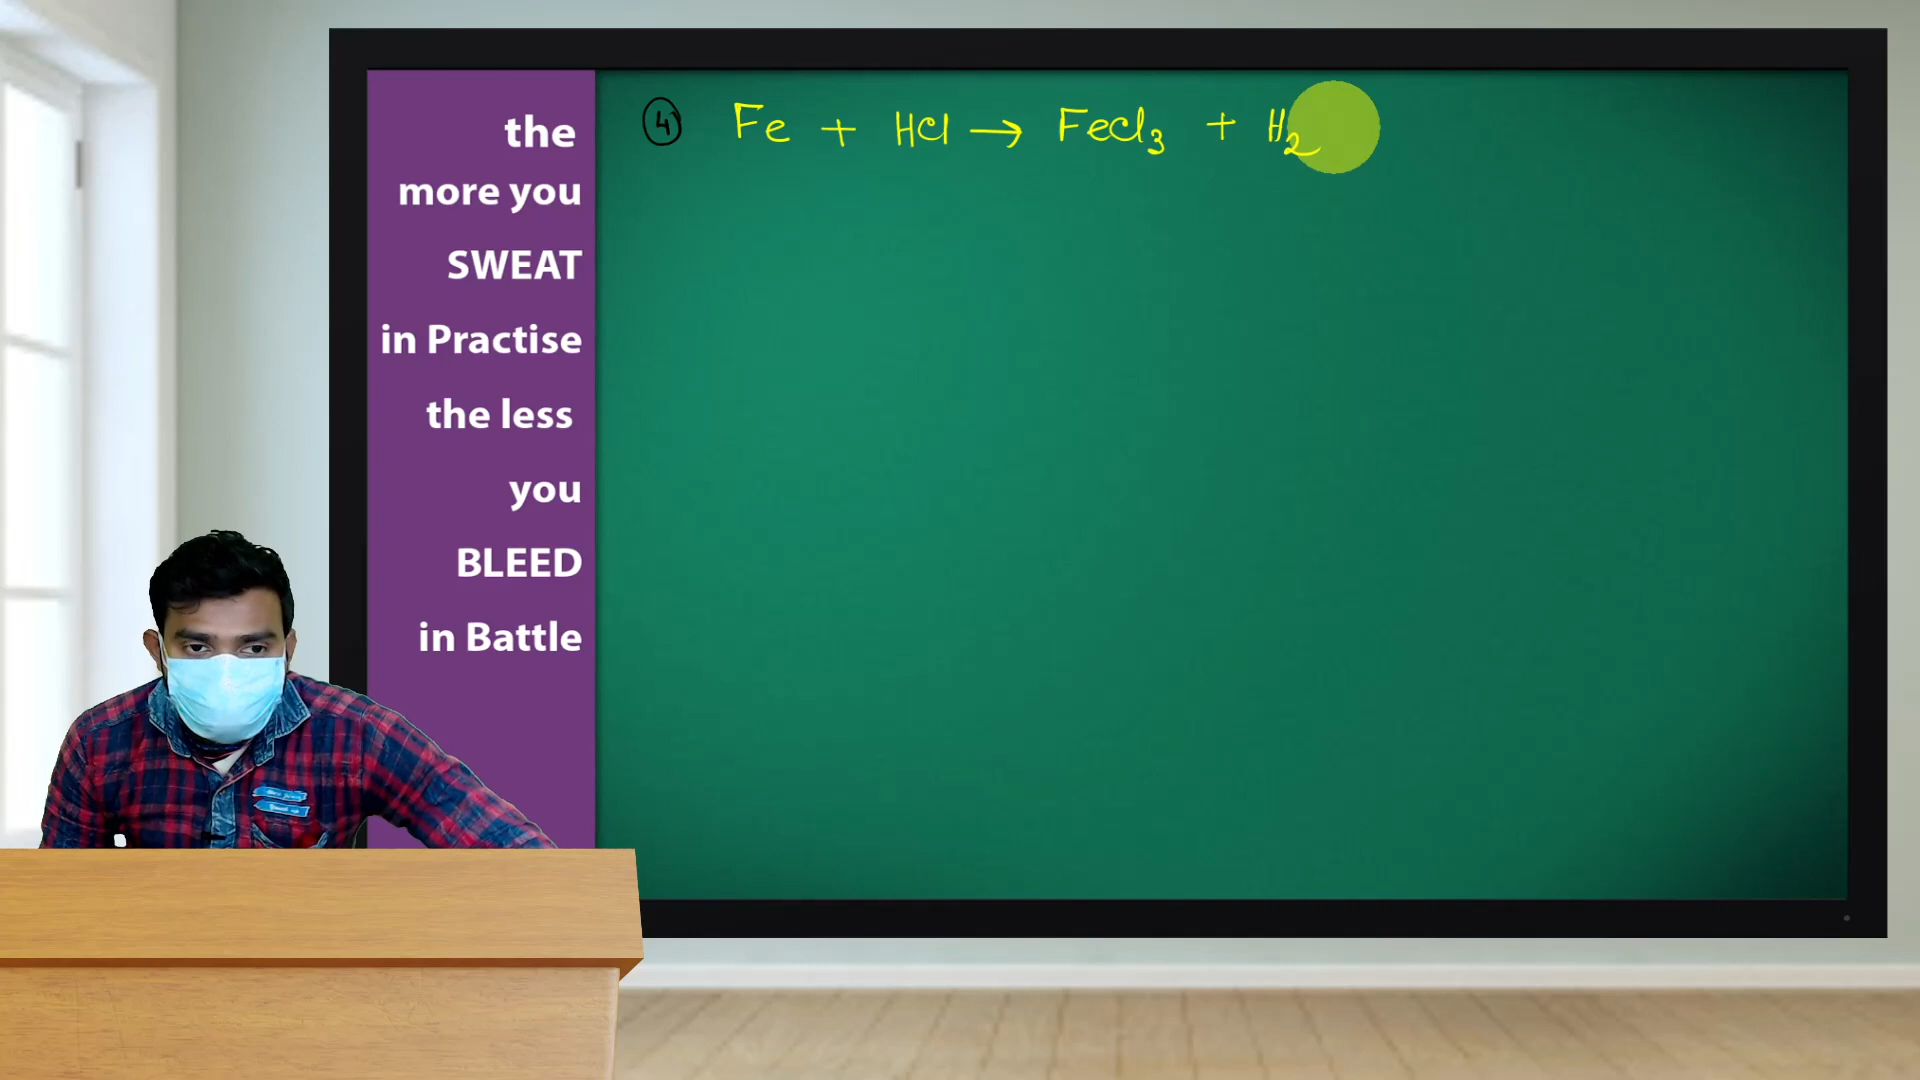 the
more you
SWEAT
in Practise
the less
you
BLEED
in Battle
④ Fe + HCl → FeCl₃ + H₂